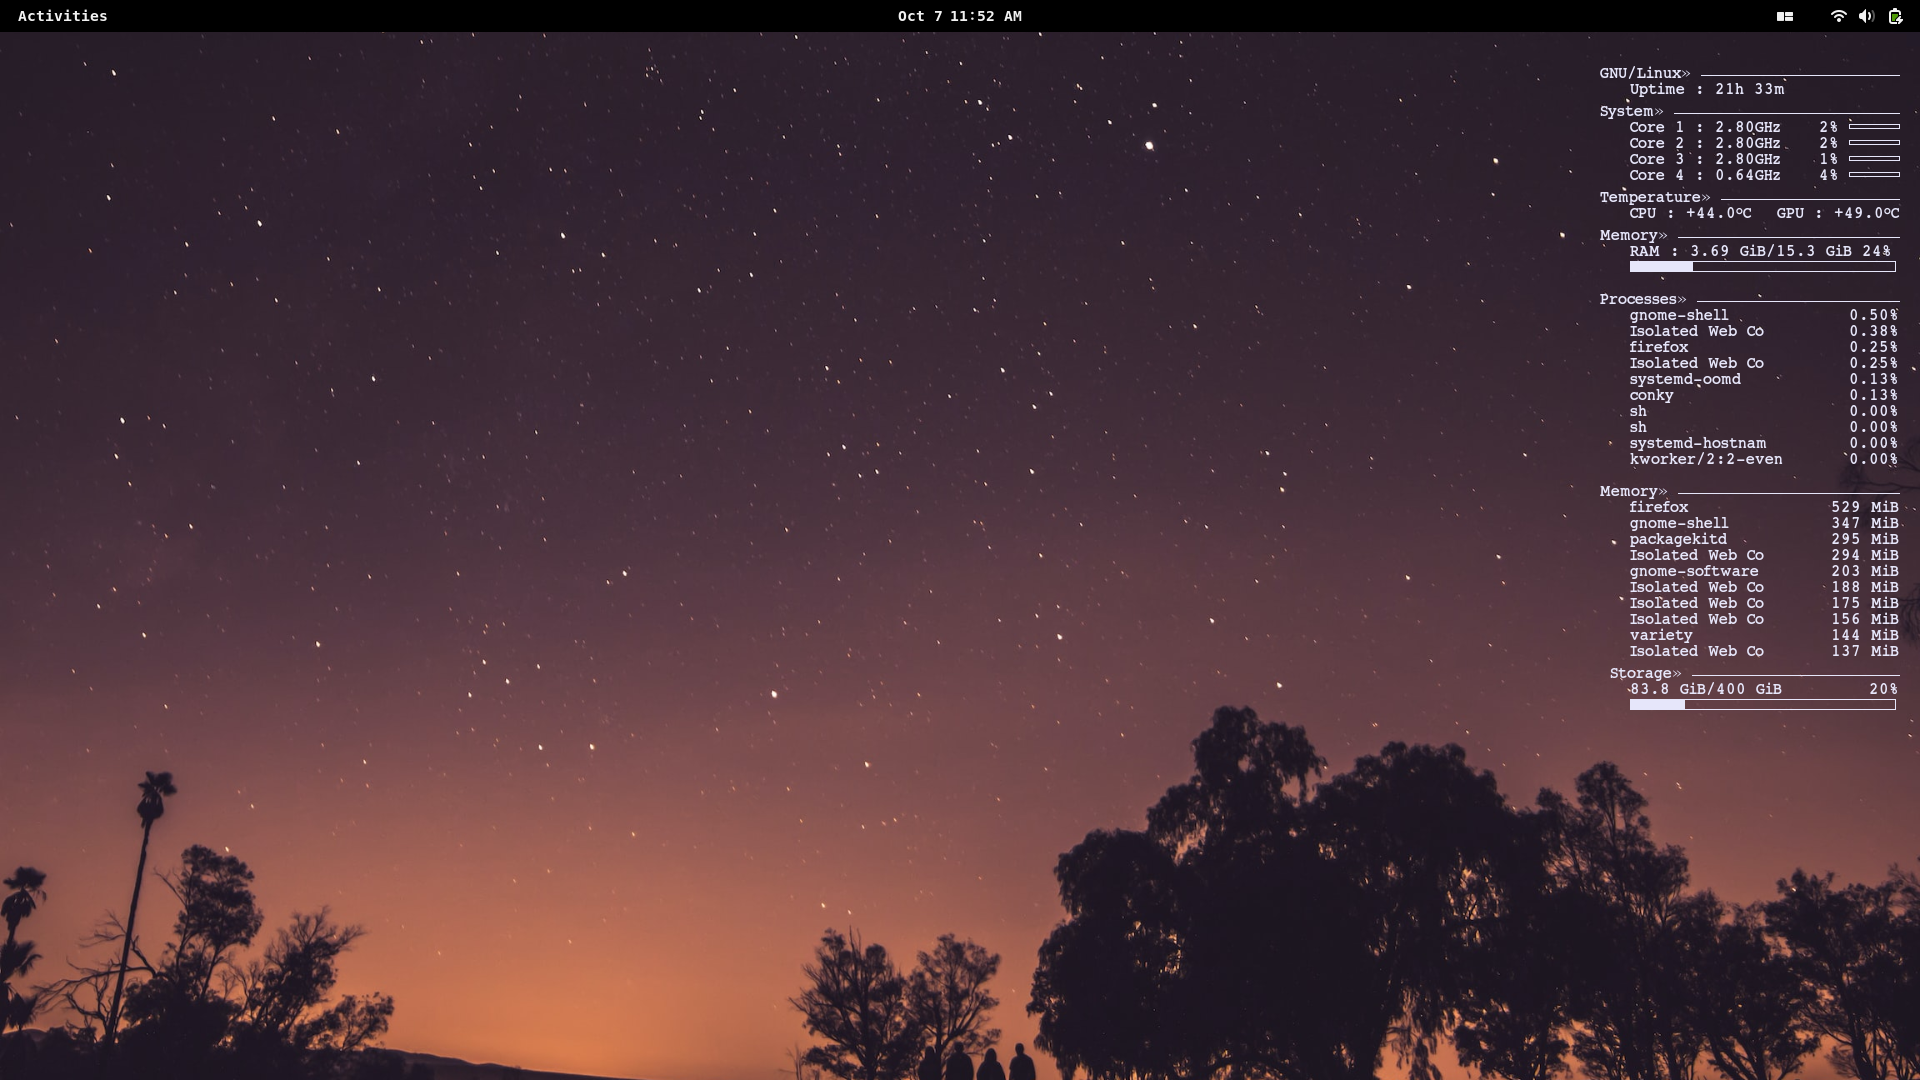 Activities
Oct 7 11:52 AM
GNU/Linux»
Uptime : 21h 33m
System»
Core 1 : 2.80GHz 2%
Core 2 : 2.80GHz 2%
Core 3 : 2.80GHz 1%
Core 4 : 0.64GHz 4%
Temperature»
CPU : +44.0ºC GPU : +49.0ºC
Memory»
RAM : 3.69 GiB/15.3 GiB 24%
Processes»
gnome-shell 0.50%
Isolated Web Co 0.38%
firefox 0.25%
Isolated Web Co 0.25%
systemd-oomd 0.13%
conky 0.13%
sh 0.00%
sh 0.00%
systemd-hostnam 0.00%
kworker/2:2-even 0.00%
Memory»
firefox 529 MiB
gnome-shell 347 MiB
packagekitd 295 MiB
Isolated Web Co 294 MiB
gnome-software 203 MiB
Isolated Web Co 188 MiB
Isolated Web Co 175 MiB
Isolated Web Co 156 MiB
variety 144 MiB
Isolated Web Co 137 MiB
Storage»
83.8 GiB/400 GiB 20%